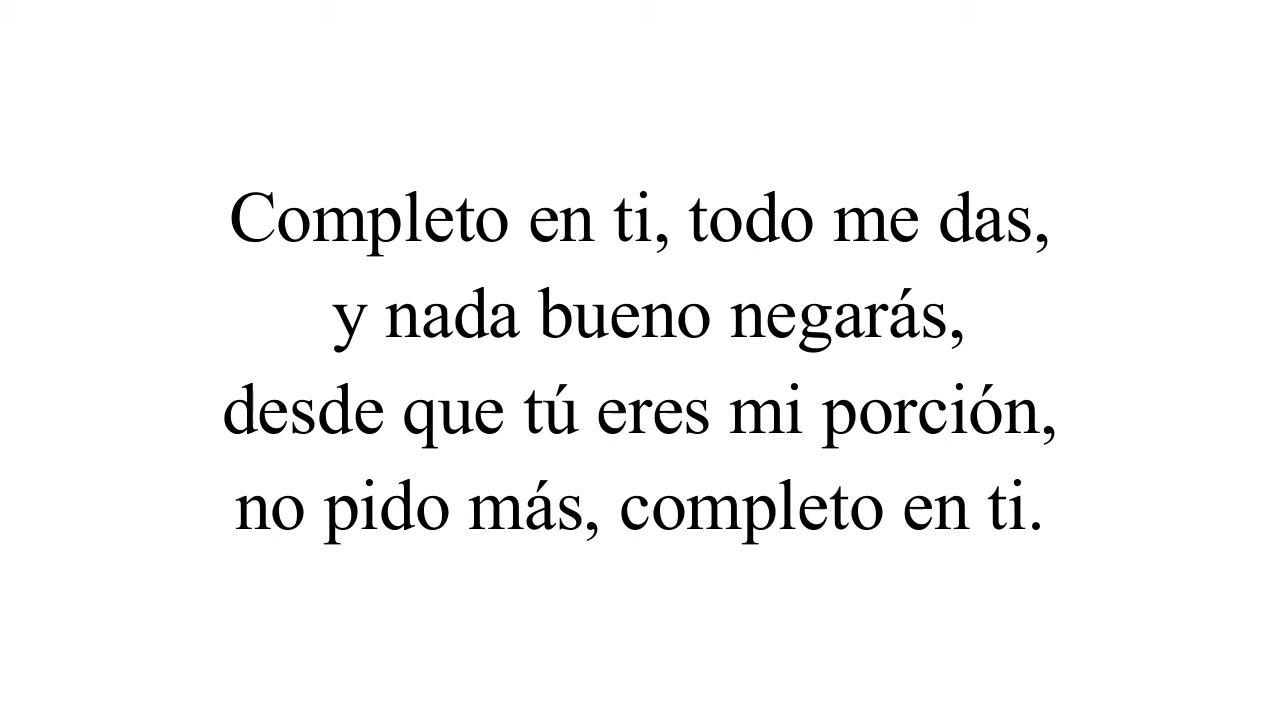 Completo en ti, todo me das,
y nada bueno negarás,
desde que tú eres mi porción,
no pido más, completo en ti.